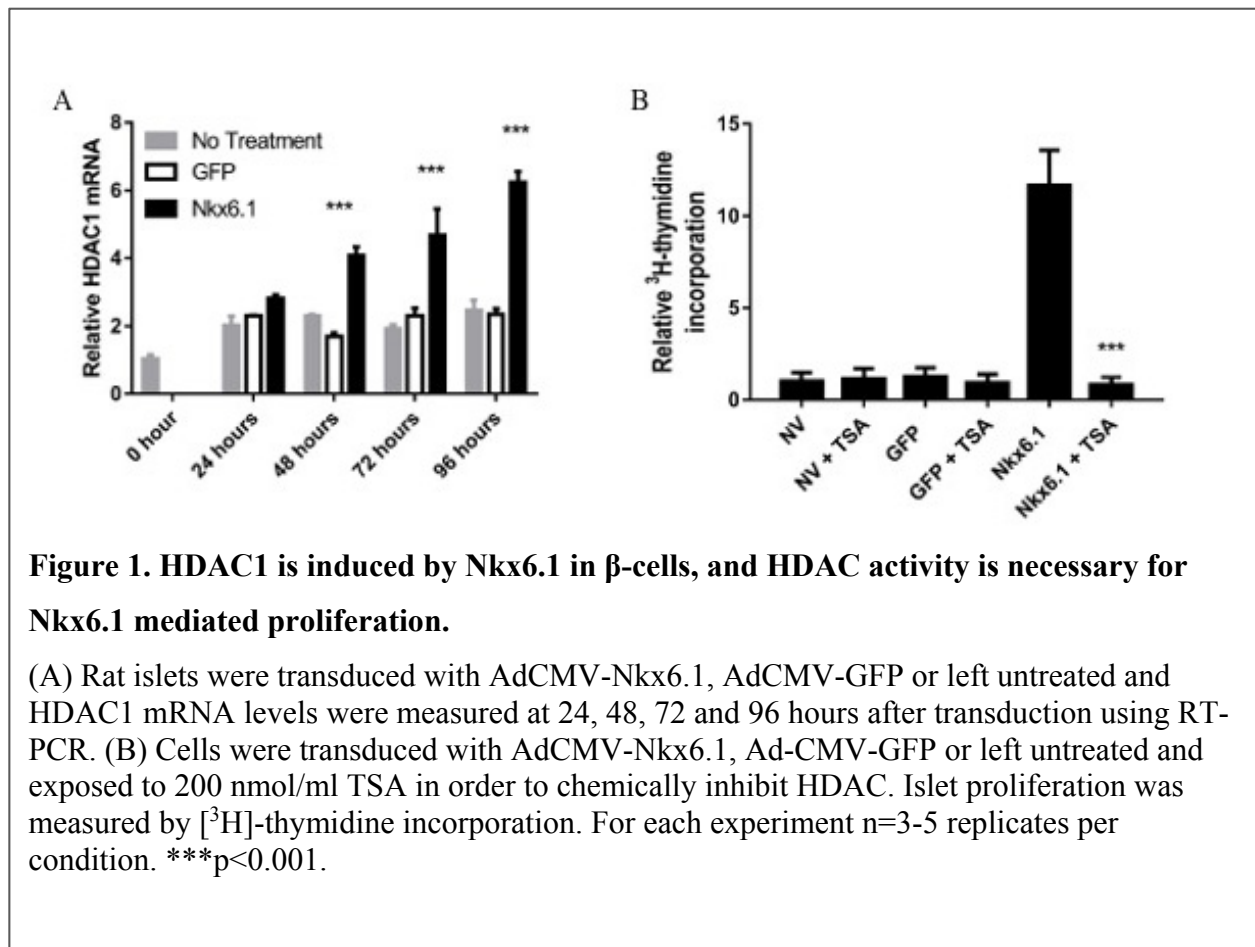 A
B
8
6
4
2
0
Relative HDAC1 mRNA
No Treatment
GFP
Nkx6.1
***
***
***
0 hour
24 hours
48 hours
72 hours
96 hours
15
10
5
0
Relative ³H-thymidine
incorporation
***
NV
NV + TSA
GFP
GFP + TSA
Nkx6.1
Nkx6.1 + TSA
Figure 1. HDAC1 is induced by Nkx6.1 in β-cells, and HDAC activity is necessary for
Nkx6.1 mediated proliferation.
(A) Rat islets were transduced with AdCMV-Nkx6.1, AdCMV-GFP or left untreated and
HDAC1 mRNA levels were measured at 24, 48, 72 and 96 hours after transduction using RT-
PCR. (B) Cells were transduced with AdCMV-Nkx6.1, Ad-CMV-GFP or left untreated and
exposed to 200 nmol/ml TSA in order to chemically inhibit HDAC. Islet proliferation was
measured by [³H]-thymidine incorporation. For each experiment n=3-5 replicates per
condition. ***p<0.001.